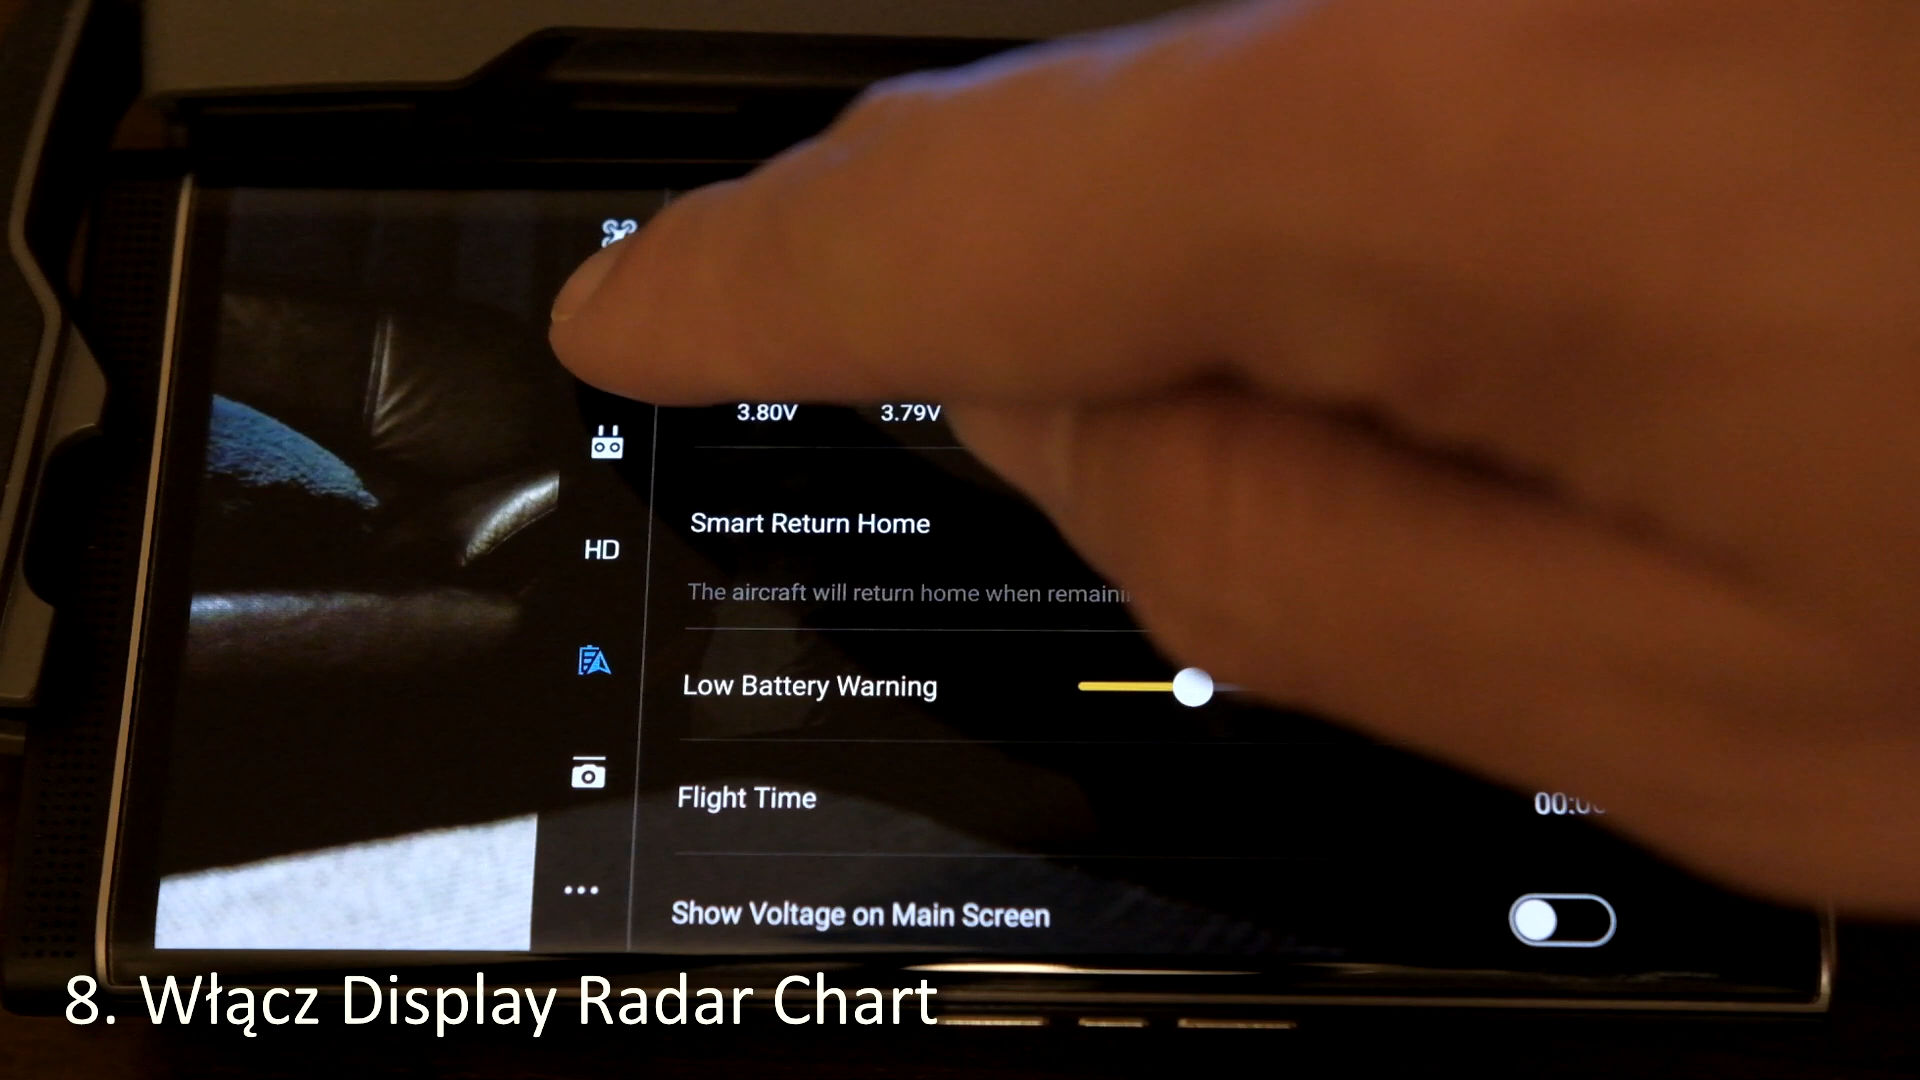 3.80V 3.79V
HD
Smart Return Home
The aircraft will return home when
Low Battery Warning
Flight Time
Show Voltage on Main Screen
8. Włącz Display Radar Chart